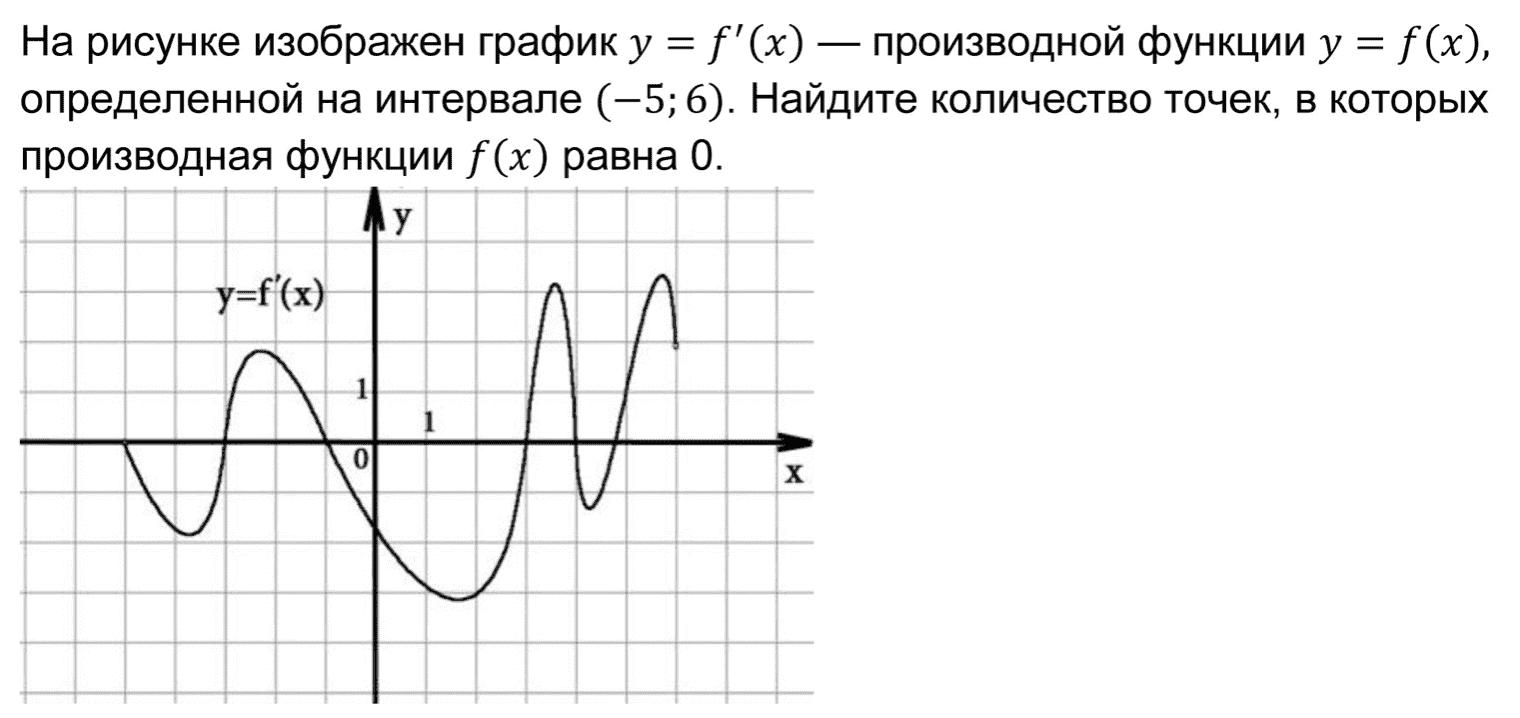 На рисунке изображен график y = f′(x) — производной функции y = f(x),
определенной на интервале (−5; 6). Найдите количество точек, в которых
производная функции f(x) равна 0.
y
y=f′(x)
1
1
0
x